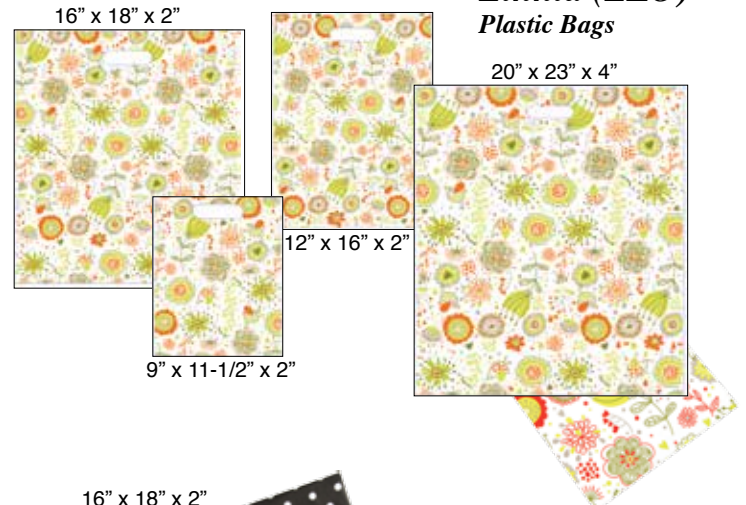 16” x 18” x 2”
Plastic Bags
20” x 23” x 4”
12” x 16” x 2”
9” x 11-1/2” x 2”
16” x 18” x 2”